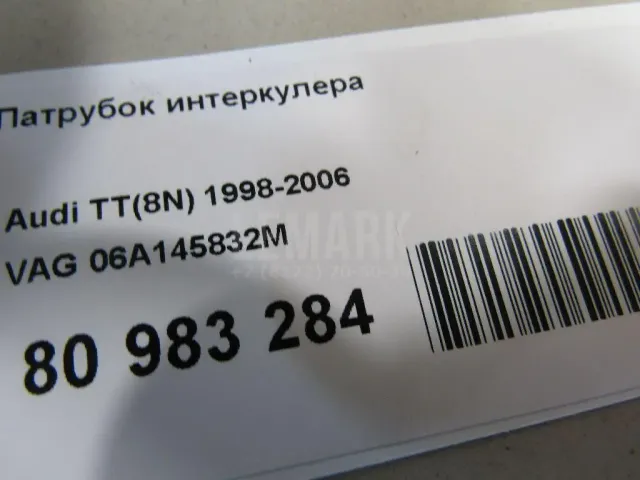 Патрубок интеркулера
Audi TT(8N) 1998-2006
VAG 06A145832M
80 983 284